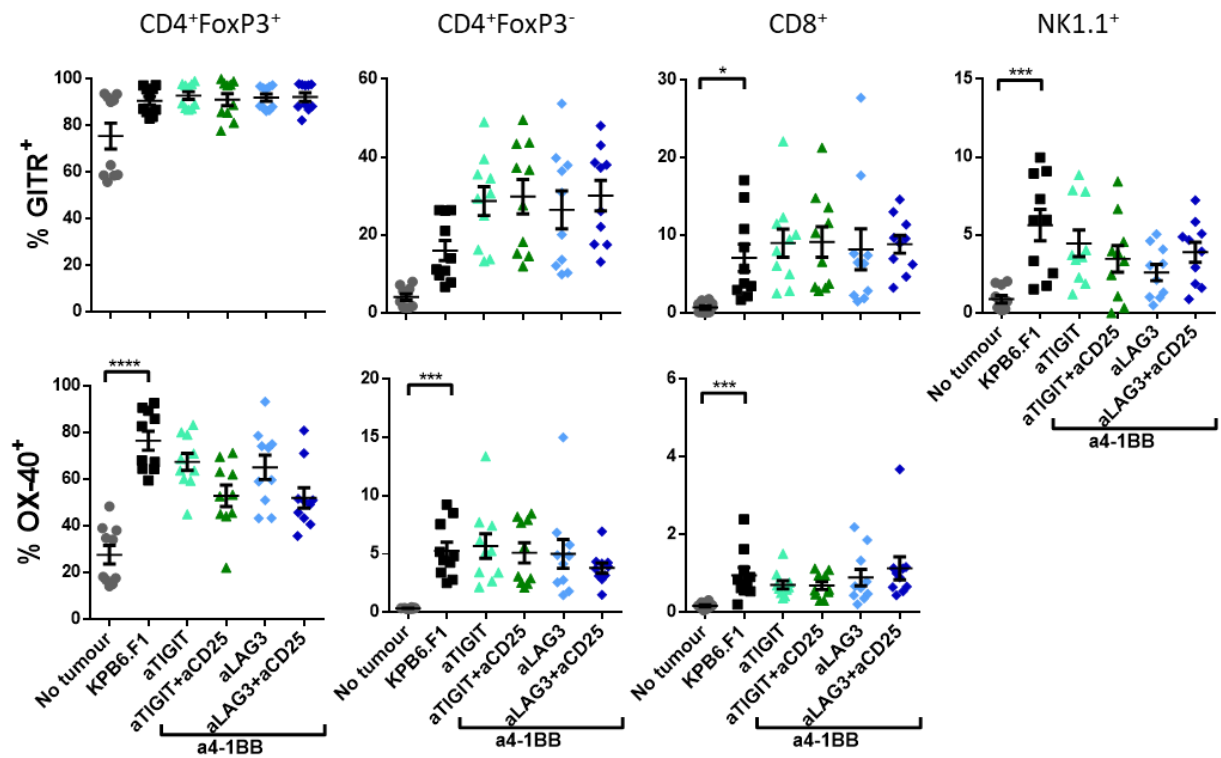 CD4⁺FoxP3⁺ CD4⁺FoxP3⁻ CD8⁺ NK1.1⁺
% GITR⁺
100
80
60
40
20
0
60
40
20
0
*
30
20
10
0
***
15
10
5
0
No tumour
KPB6.F1
aTIGIT
aTIGIT+aCD25
aLAG3
aLAG3+aCD25
a4-1BB
% OX-40⁺
****
100
80
60
40
20
0
No tumour
KPB6.F1
aTIGIT
aTIGIT+aCD25
aLAG3
aLAG3+aCD25
a4-1BB
***
20
15
10
5
0
No tumour
KPB6.F1
aTIGIT
aTIGIT+aCD25
aLAG3
aLAG3+aCD25
a4-1BB
***
6
4
2
0
No tumour
KPB6.F1
aTIGIT
aTIGIT+aCD25
aLAG3
aLAG3+aCD25
a4-1BB